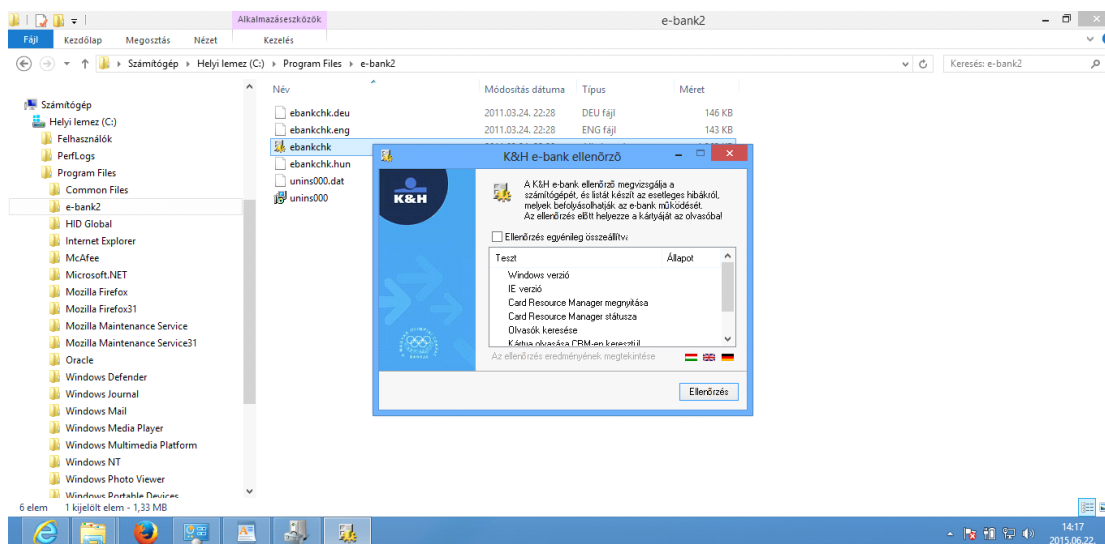 Alkalmazáseszközök
e-bank2
Fájl Kezdőlap Megosztás Nézet Kezelés
Számítógép Helyi lemez (C:) Program Files e-bank2
Keresés: e-bank2
Számítógép
Helyi lemez (C:)
Felhasználók
PerfLogs
Program Files
Common Files
e-bank2
HID Global
Internet Explorer
McAfee
Microsoft.NET
Mozilla Firefox
Mozilla Firefox31
Mozilla Maintenance Service
Mozilla Maintenance Service31
Oracle
Windows Defender
Windows Journal
Windows Mail
Windows Media Player
Windows Multimedia Platform
Windows NT
Windows Photo Viewer
Windows Portable Devices
Név Módosítás dátuma Típus Méret
ebankchk.deu 2011.03.24. 22:28 DEU fájl 146 KB
ebankchk.eng 2011.03.24. 22:28 ENG fájl 143 KB
ebankchk
ebankchk.hun
unins000.dat
unins000
K&H e-bank ellenőrző
K&H
A K&H e-bank ellenőrző megvizsgálja a
számítógépét, és listát készít az esetleges hibákról,
melyek befolyásolhatják az e-bank működését.
Az ellenőrzés előtt helyezze a kártyáját az olvasóba!
Ellenőrzés egyénileg összeállítva
Teszt Állapot
Windows verzió
IE verzió
Card Resource Manager megnyitása
Card Resource Manager státusza
Olvasók keresése
Kártya olvasása CRM-en keresztül
Az ellenőrzés eredményének megtekintése
Ellenőrzés
6 elem 1 kijelölt elem - 1,33 MB
14:17
2015.06.22.